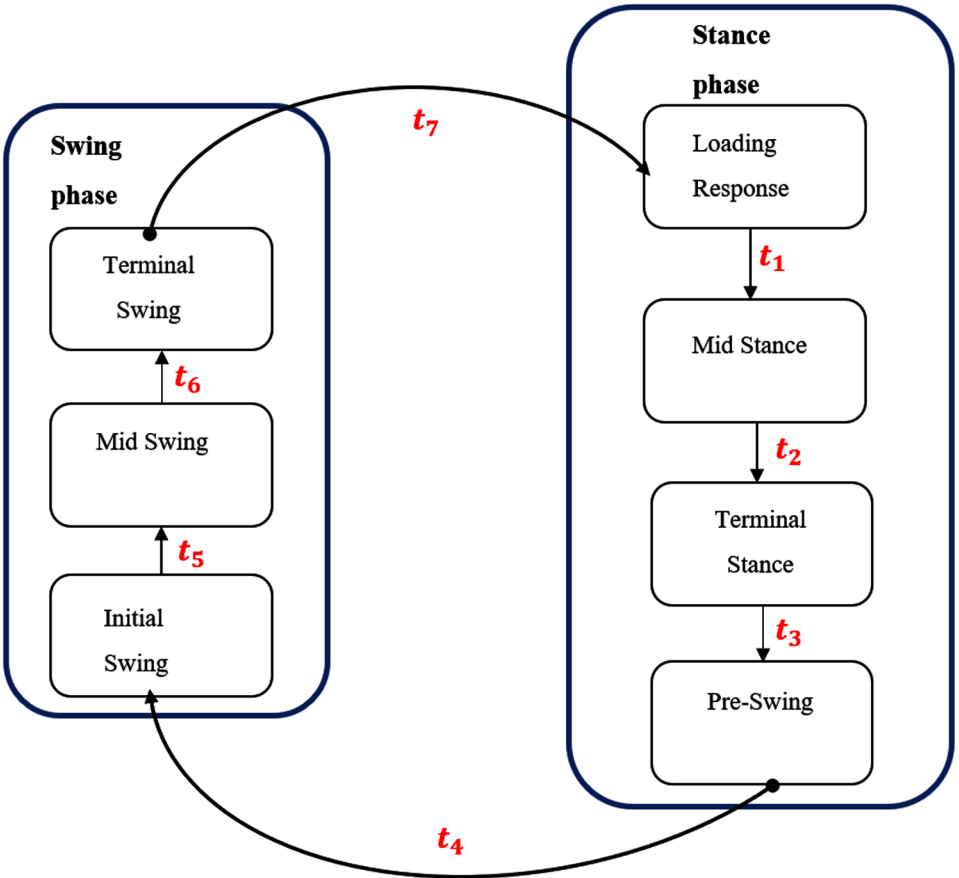 Swing
phase
Terminal
Swing
t₆
Mid Swing
t₅
Initial
Swing
t₇
t₄
Stance
phase
Loading
Response
t₁
Mid Stance
t₂
Terminal
Stance
t₃
Pre-Swing